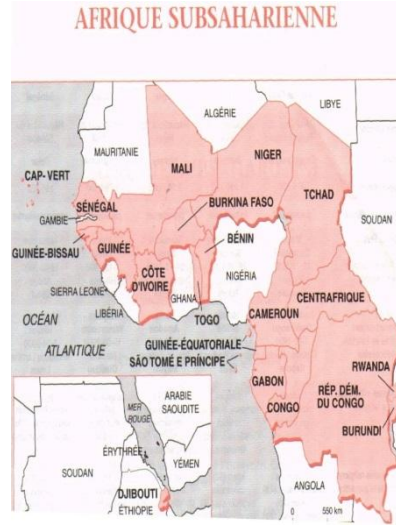 AFRIQUE SUBSAHARIENNE
ALGÉRIE
LIBYE
MAURITANIE
MALI
NIGER
CAP-VERT
TCHAD
SÉNÉGAL
BURKINA FASO
GAMBIE
SOUDAN
BÉNIN
GUINÉE-BISSAU
GUINÉE
CÔTE
D'IVOIRE
NIGÉRIA
SIERRA LEONE
GHANA
CENTRAFRIQUE
LIBÉRIA
TOGO
CAMEROUN
OCÉAN
ATLANTIQUE
GUINÉE-ÉQUATORIALE
SÃO TOMÉ E PRÍNCIPE
RWANDA
GABON
RÉP. DÉM.
DU CONGO
CONGO
BURUNDI
ANGOLA
0 550 km
MER
ROUGE
ARABIE
SAOUDITE
ÉRYTHRÉE
YÉMEN
SOUDAN
DJIBOUTI
ÉTHIOPIE